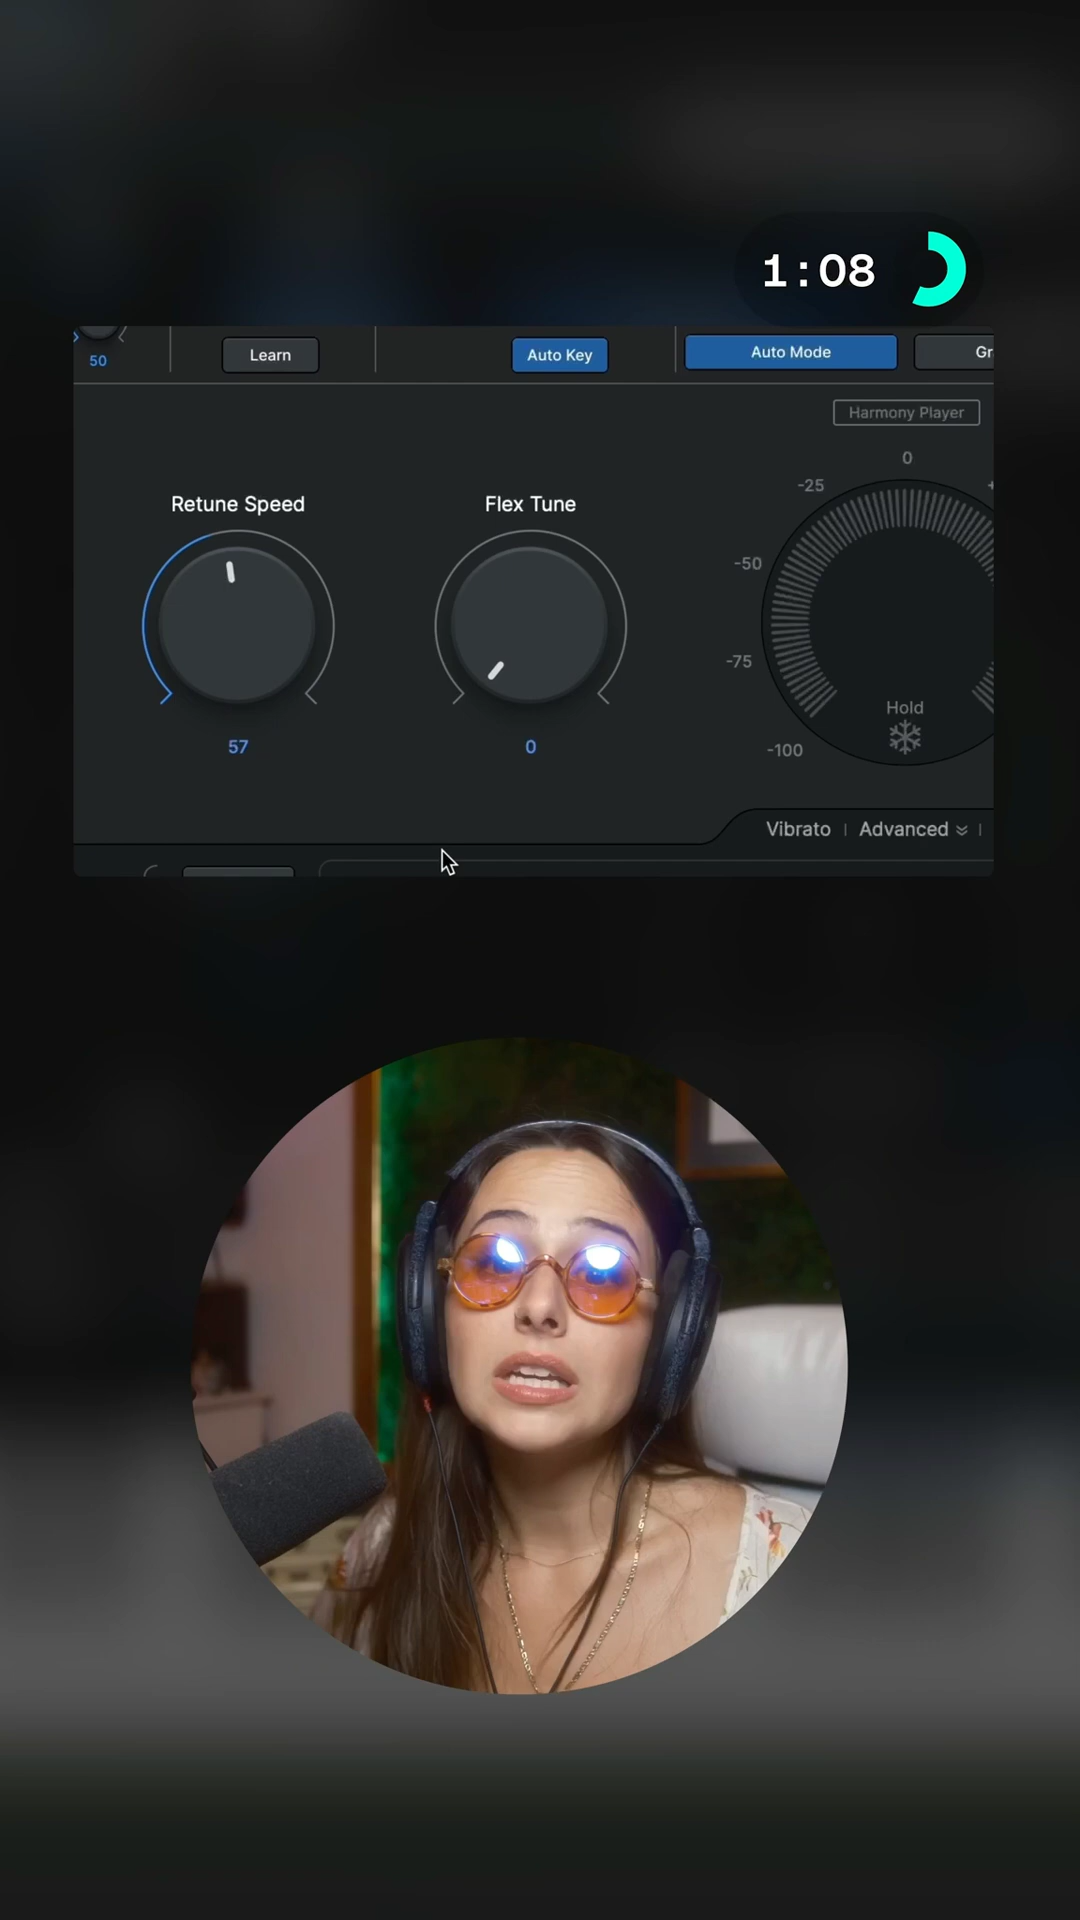 1:08
50
Learn
Auto Key
Auto Mode
Gr
Harmony Player
Retune Speed
Flex Tune
0
-25
+
-50
-75
-100
Hold
57
0
Vibrato
Advanced